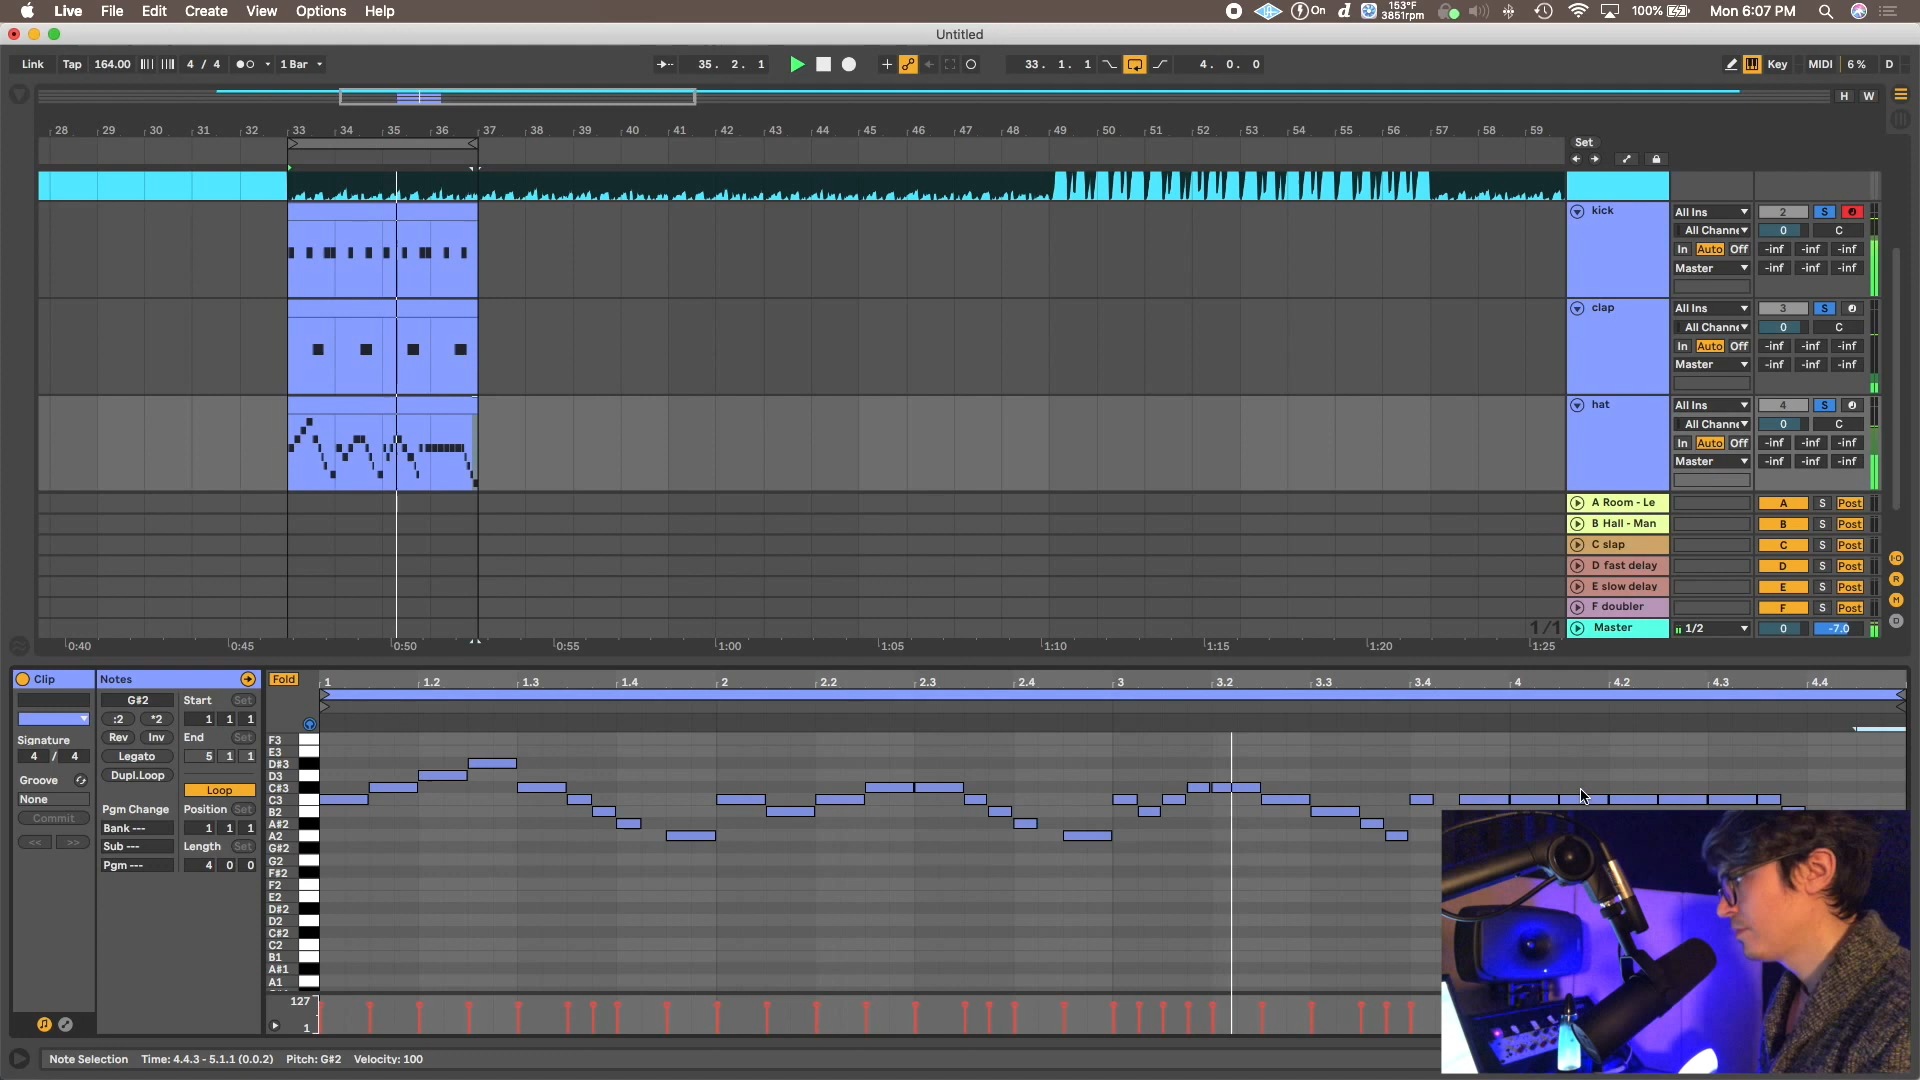 Live File Edit Create View Options Help On d 153°F 3851rpm 100% Mon 6:07 PM
Untitled
Link Tap 164.00 4 / 4 1 Bar 35. 2. 1 33. 1. 1 4. 0. 0 Key MIDI 6 % D
H W
28 29 30 31 32 33 34 35 36 37 38 39 40 41 42 43 44 45 46 47 48 49 50 51 52 53 54 55 56 57 58 59
Set
kick All Ins 2 S
All Channe 0 C
In Auto Off -inf -inf -inf
Master -inf -inf -inf
clap All Ins 3 S
All Channe 0 C
In Auto Off -inf -inf -inf
Master -inf -inf -inf
hat All Ins 4 S
All Channe 0 C
In Auto Off -inf -inf -inf
Master -inf -inf -inf
A Room - Le A S Post
B Hall - Man B S Post
C slap C S Post
D fast delay D S Post
E slow delay E S Post
F doubler F S Post
1/1 Master 1/2 0 -7.0
I·O
R
M
D
0:40 0:45 0:50 0:55 1:00 1:05 1:10 1:15 1:20 1:25
Clip Notes Fold 1 1.2 1.3 1.4 2 2.2 2.3 2.4 3 3.2 3.3 3.4 4 4.2 4.3 4.4
G#2 Start Set
:2 *2 1 1 1
Signature Rev Inv End Set
4 / 4 Legato 5 1 1
Groove Dupl.Loop
None Loop
Commit Pgm Change Position Set
Bank --- 1 1 1
<< >> Sub --- Length Set
Pgm --- 4 0 0
F3
E3
D#3
D3
C#3
C3
B2
A#2
A2
G#2
G2
F#2
F2
E2
D#2
D2
C#2
C2
B1
A#1
A1
127
1
Note Selection Time: 4.4.3 - 5.1.1 (0.0.2) Pitch: G#2 Velocity: 100